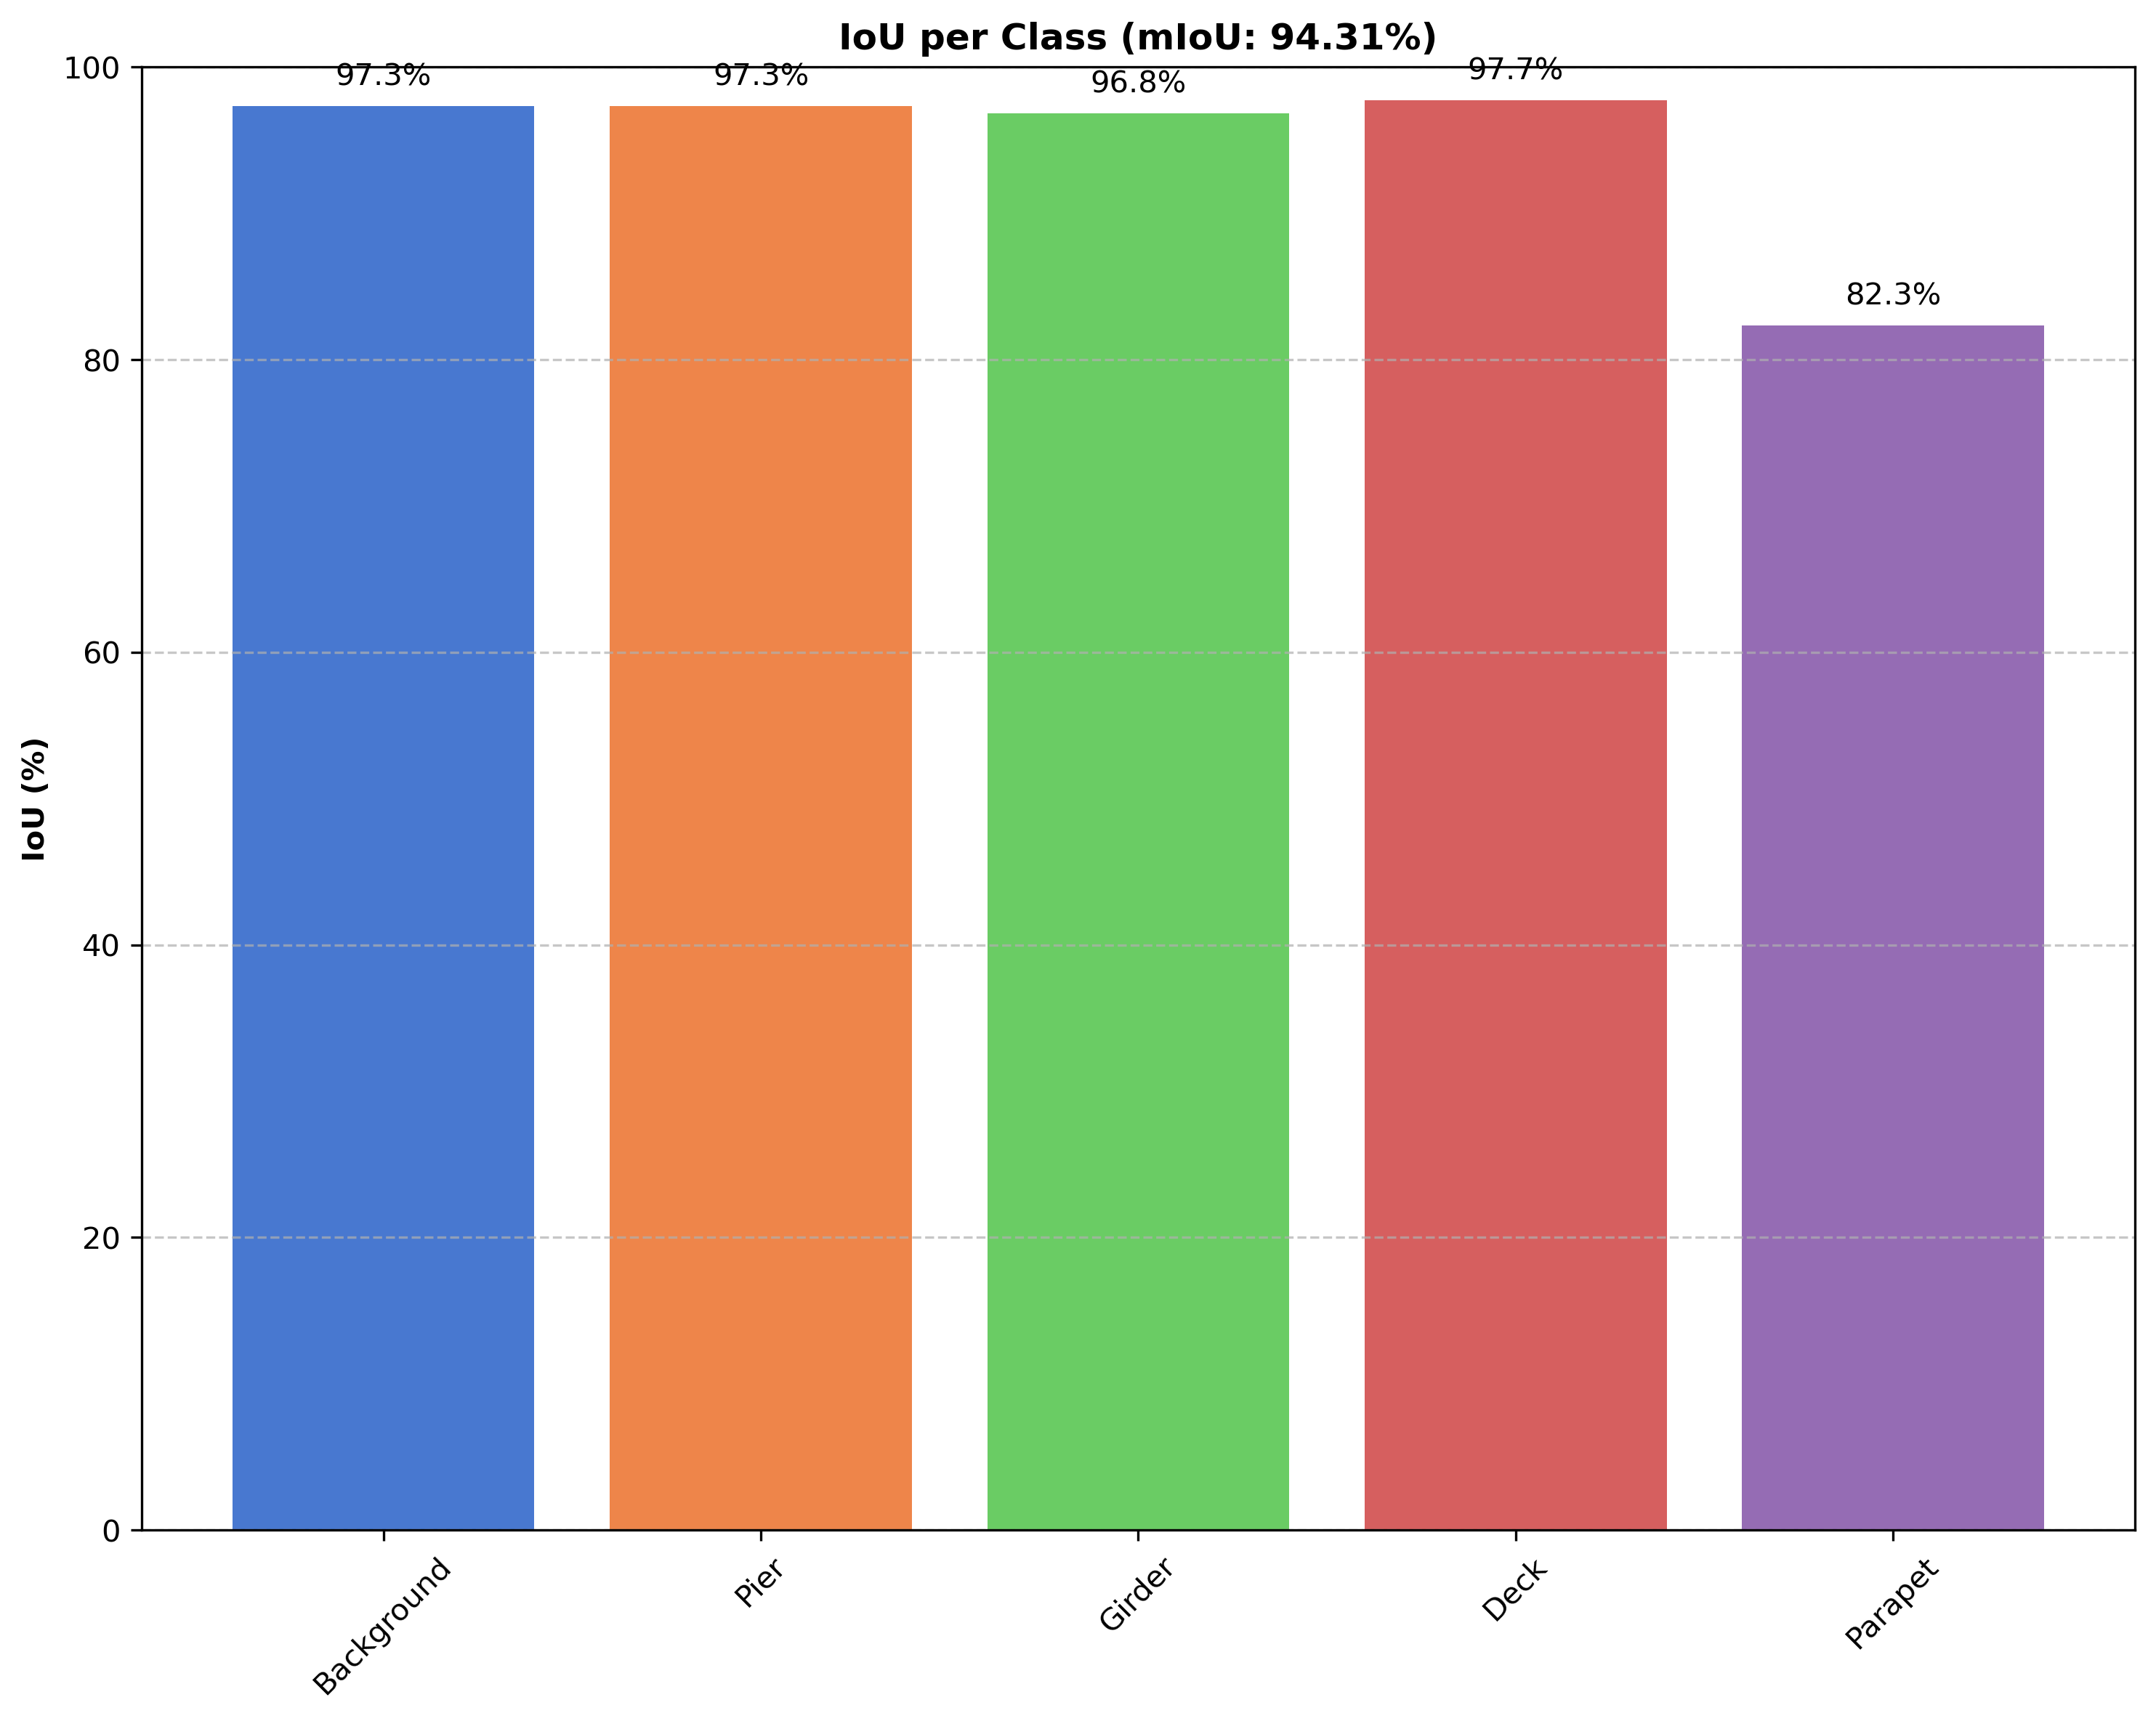 IoU per Class (mIoU: 94.31%)
100
80
60
40
20
0
IoU (%)
97.3%
97.3%
96.8%
97.7%
82.3%
Background
Pier
Girder
Deck
Parapet